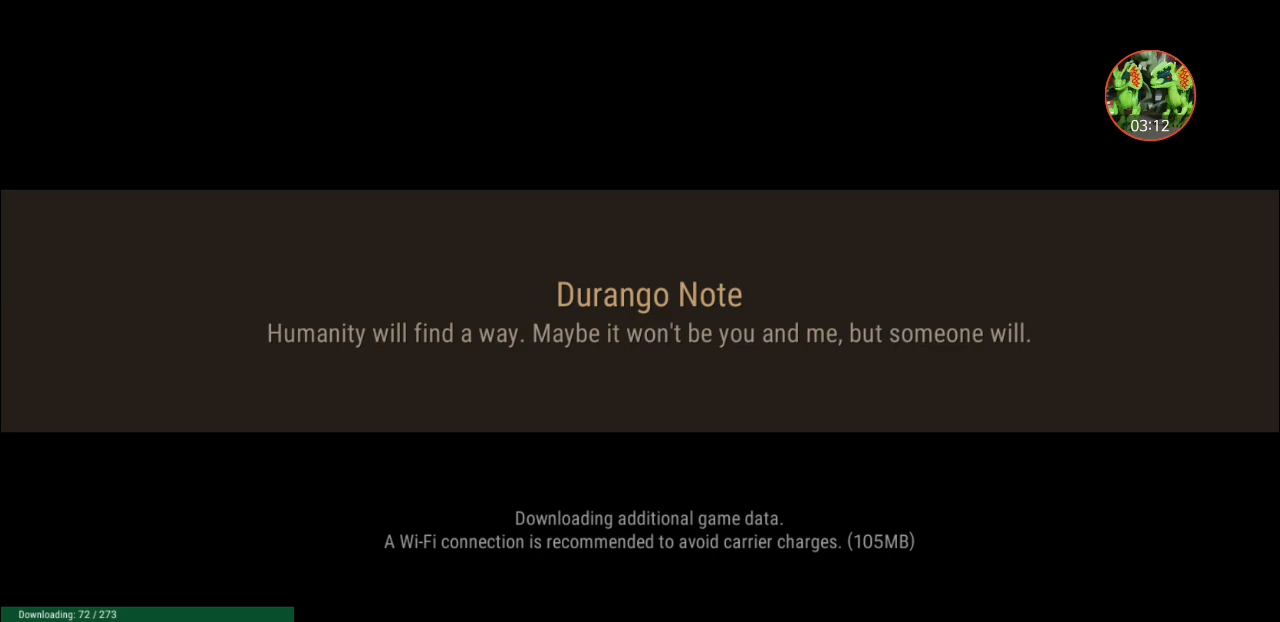 03:12
Durango Note
Humanity will find a way. Maybe it won't be you and me, but someone will.
Downloading additional game data.
A Wi-Fi connection is recommended to avoid carrier charges. (105MB)
Downloading: 72 / 273